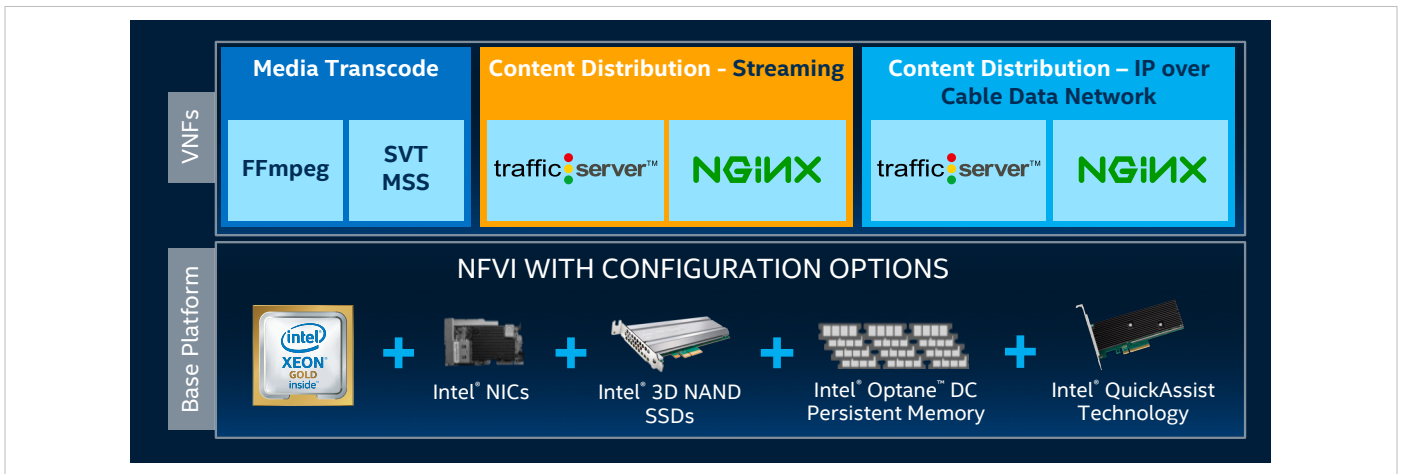 VNFs
Media Transcode
FFmpeg
SVT
MSS
Content Distribution - Streaming
traffic server™
NGiNX
Content Distribution – IP over
Cable Data Network
traffic server™
NGiNX
Base Platform
NFVI WITH CONFIGURATION OPTIONS
intel®
XEON
GOLD
inside™
Intel® NICs
Intel® 3D NAND
SSDs
Intel® Optane™ DC
Persistent Memory
Intel® QuickAssist
Technology